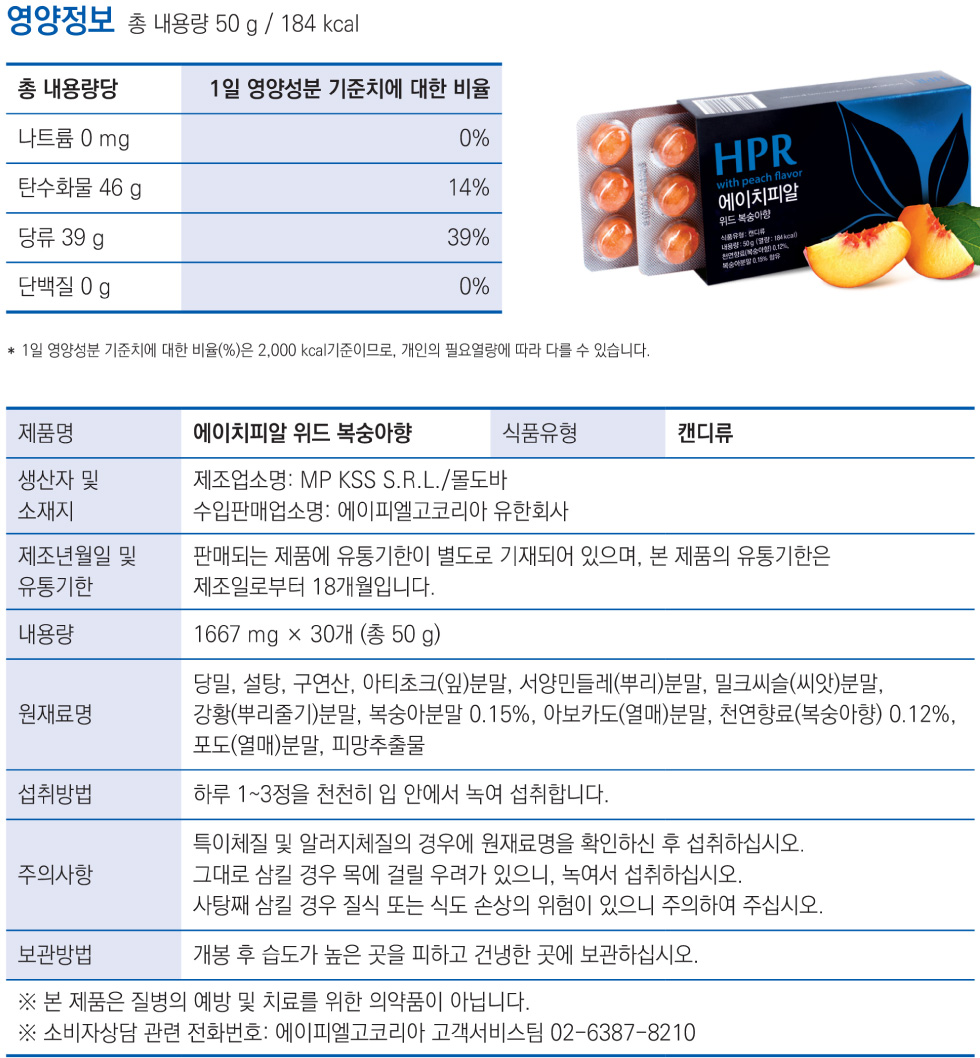 영양정보 총 내용량 50 g / 184 kcal
총 내용량당 1일 영양성분 기준치에 대한 비율
나트륨 0 mg 0%
탄수화물 46 g 14%
당류 39 g 39%
단백질 0 g 0%
HPR
HPR
with peach flavor
에이치피알
위드 복숭아향
식품유형: 캔디류
내용량: 50g (열량: 184kcal)
천연향료(복숭아향) 0.12%,
복숭아분말 0.15% 함유
* 1일 영양성분 기준치에 대한 비율(%)은 2,000 kcal기준이므로, 개인의 필요열량에 따라 다를 수 있습니다.
제품명 에이치피알 위드 복숭아향 식품유형 캔디류
생산자 및
소재지
제조업소명: MP KSS S.R.L./몰도바
수입판매업소명: 에이피엘고코리아 유한회사
제조년월일 및
유통기한
판매되는 제품에 유통기한이 별도로 기재되어 있으며, 본 제품의 유통기한은
제조일로부터 18개월입니다.
내용량 1667 mg × 30개 (총 50 g)
원재료명
당밀, 설탕, 구연산, 아티초크(잎)분말, 서양민들레(뿌리)분말, 밀크씨슬(씨앗)분말,
강황(뿌리줄기)분말, 복숭아분말 0.15%, 아보카도(열매)분말, 천연향료(복숭아향) 0.12%,
포도(열매)분말, 피망추출물
섭취방법 하루 1~3정을 천천히 입 안에서 녹여 섭취합니다.
주의사항
특이체질 및 알러지체질의 경우에 원재료명을 확인하신 후 섭취하십시오.
그대로 삼킬 경우 목에 걸릴 우려가 있으니, 녹여서 섭취하십시오.
사탕째 삼킬 경우 질식 또는 식도 손상의 위험이 있으니 주의하여 주십시오.
보관방법 개봉 후 습도가 높은 곳을 피하고 건냉한 곳에 보관하십시오.
※ 본 제품은 질병의 예방 및 치료를 위한 의약품이 아닙니다.
※ 소비자상담 관련 전화번호: 에이피엘고코리아 고객서비스팀 02-6387-8210